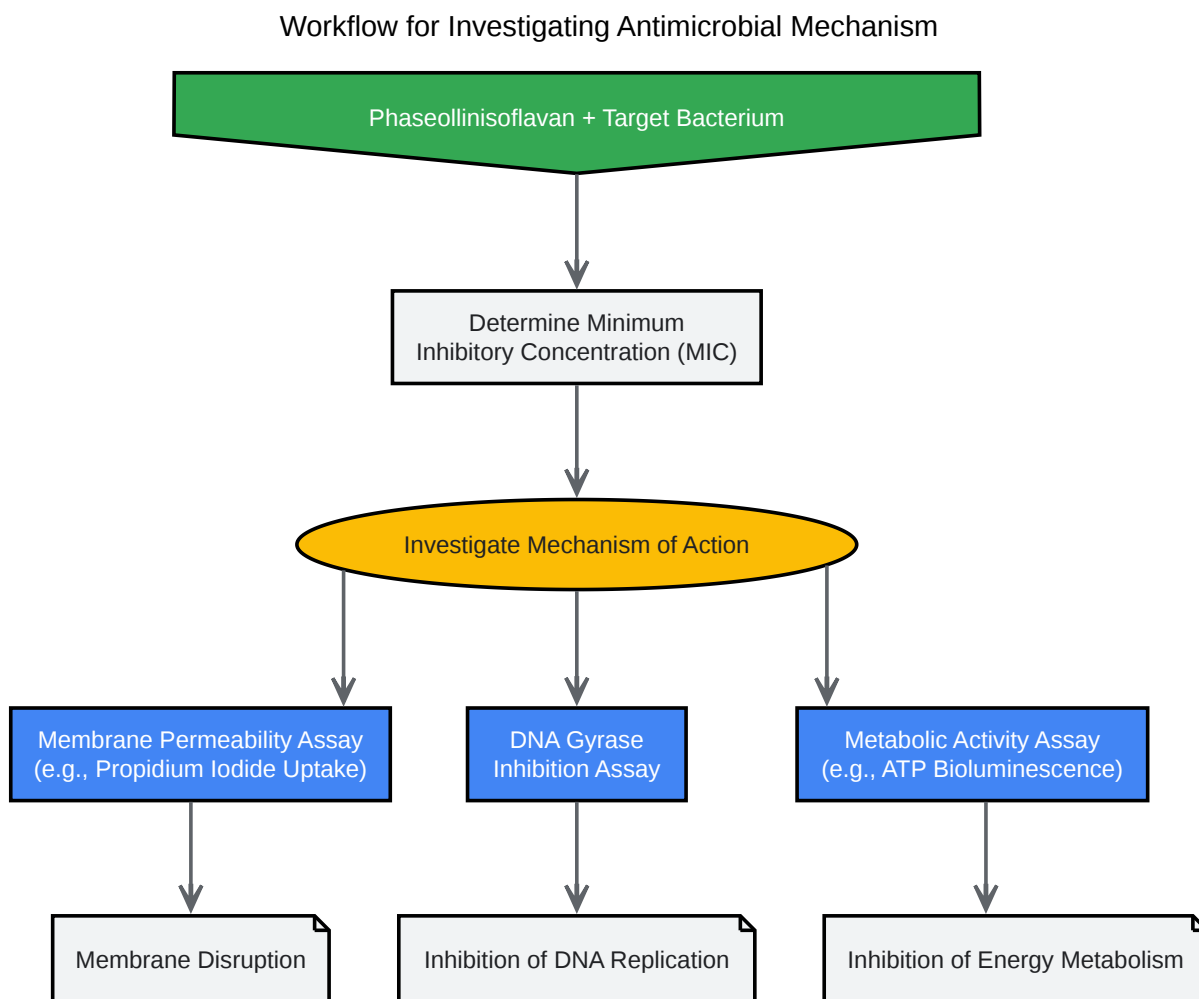 Workflow for Investigating Antimicrobial Mechanism
Phaseollinisoflavan + Target Bacterium
Determine Minimum
Inhibitory Concentration (MIC)
Investigate Mechanism of Action
Membrane Permeability Assay
(e.g., Propidium Iodide Uptake)
DNA Gyrase
Inhibition Assay
Metabolic Activity Assay
(e.g., ATP Bioluminescence)
Membrane Disruption
Inhibition of DNA Replication
Inhibition of Energy Metabolism